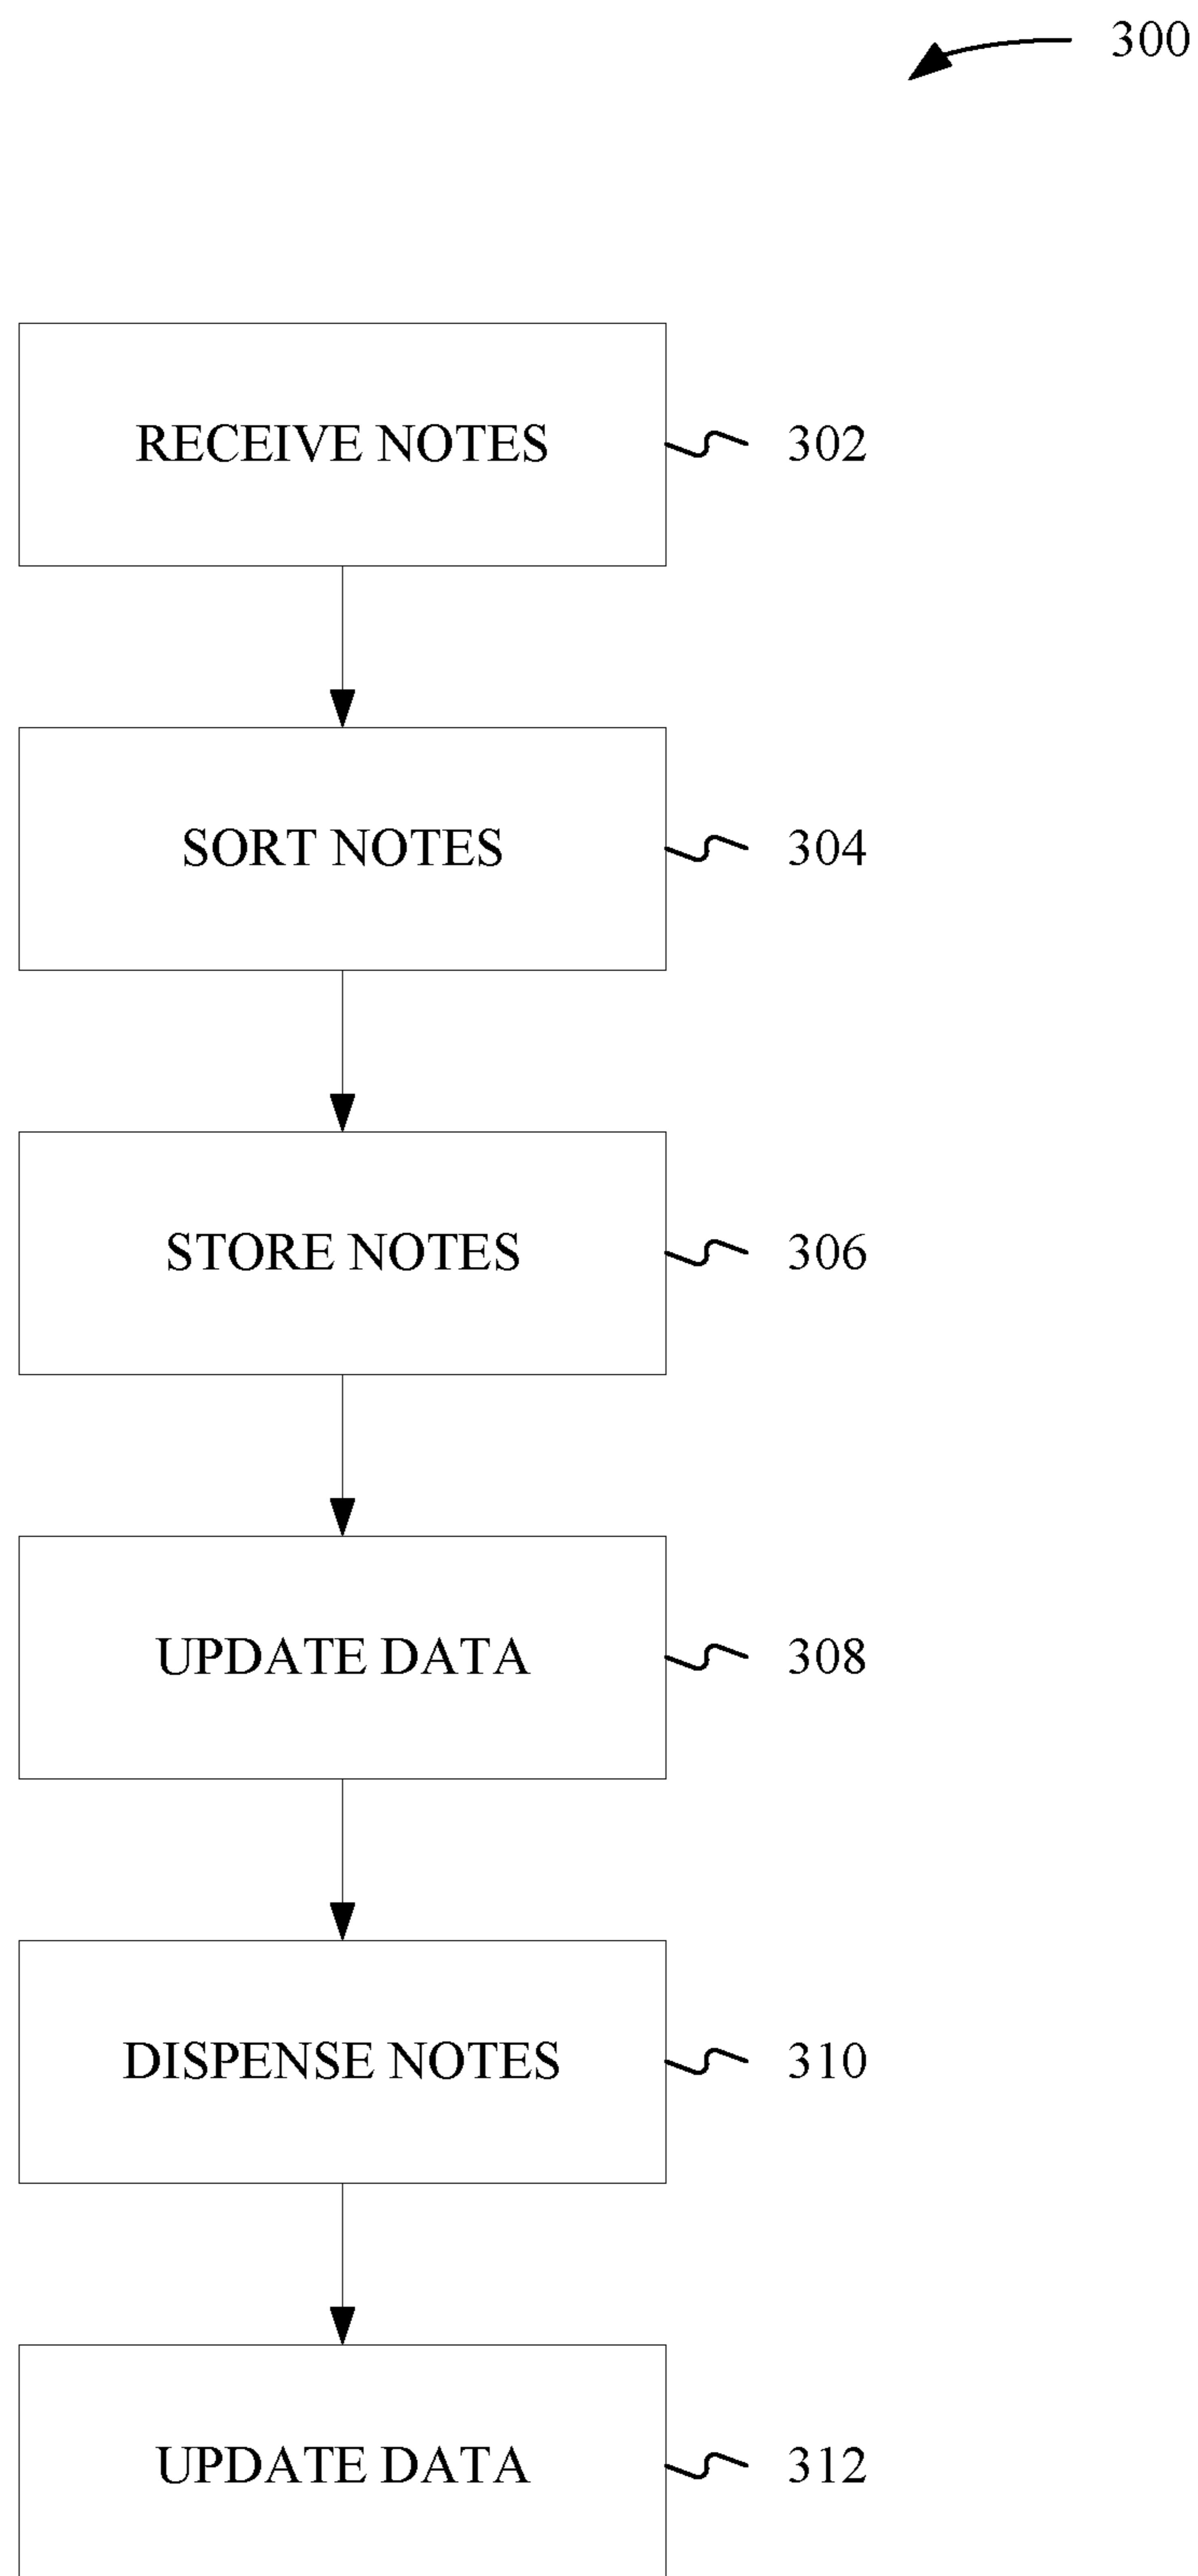 300
RECEIVE NOTES 302
SORT NOTES 304
STORE NOTES 306
UPDATE DATA 308
DISPENSE NOTES 310
UPDATE DATA 312